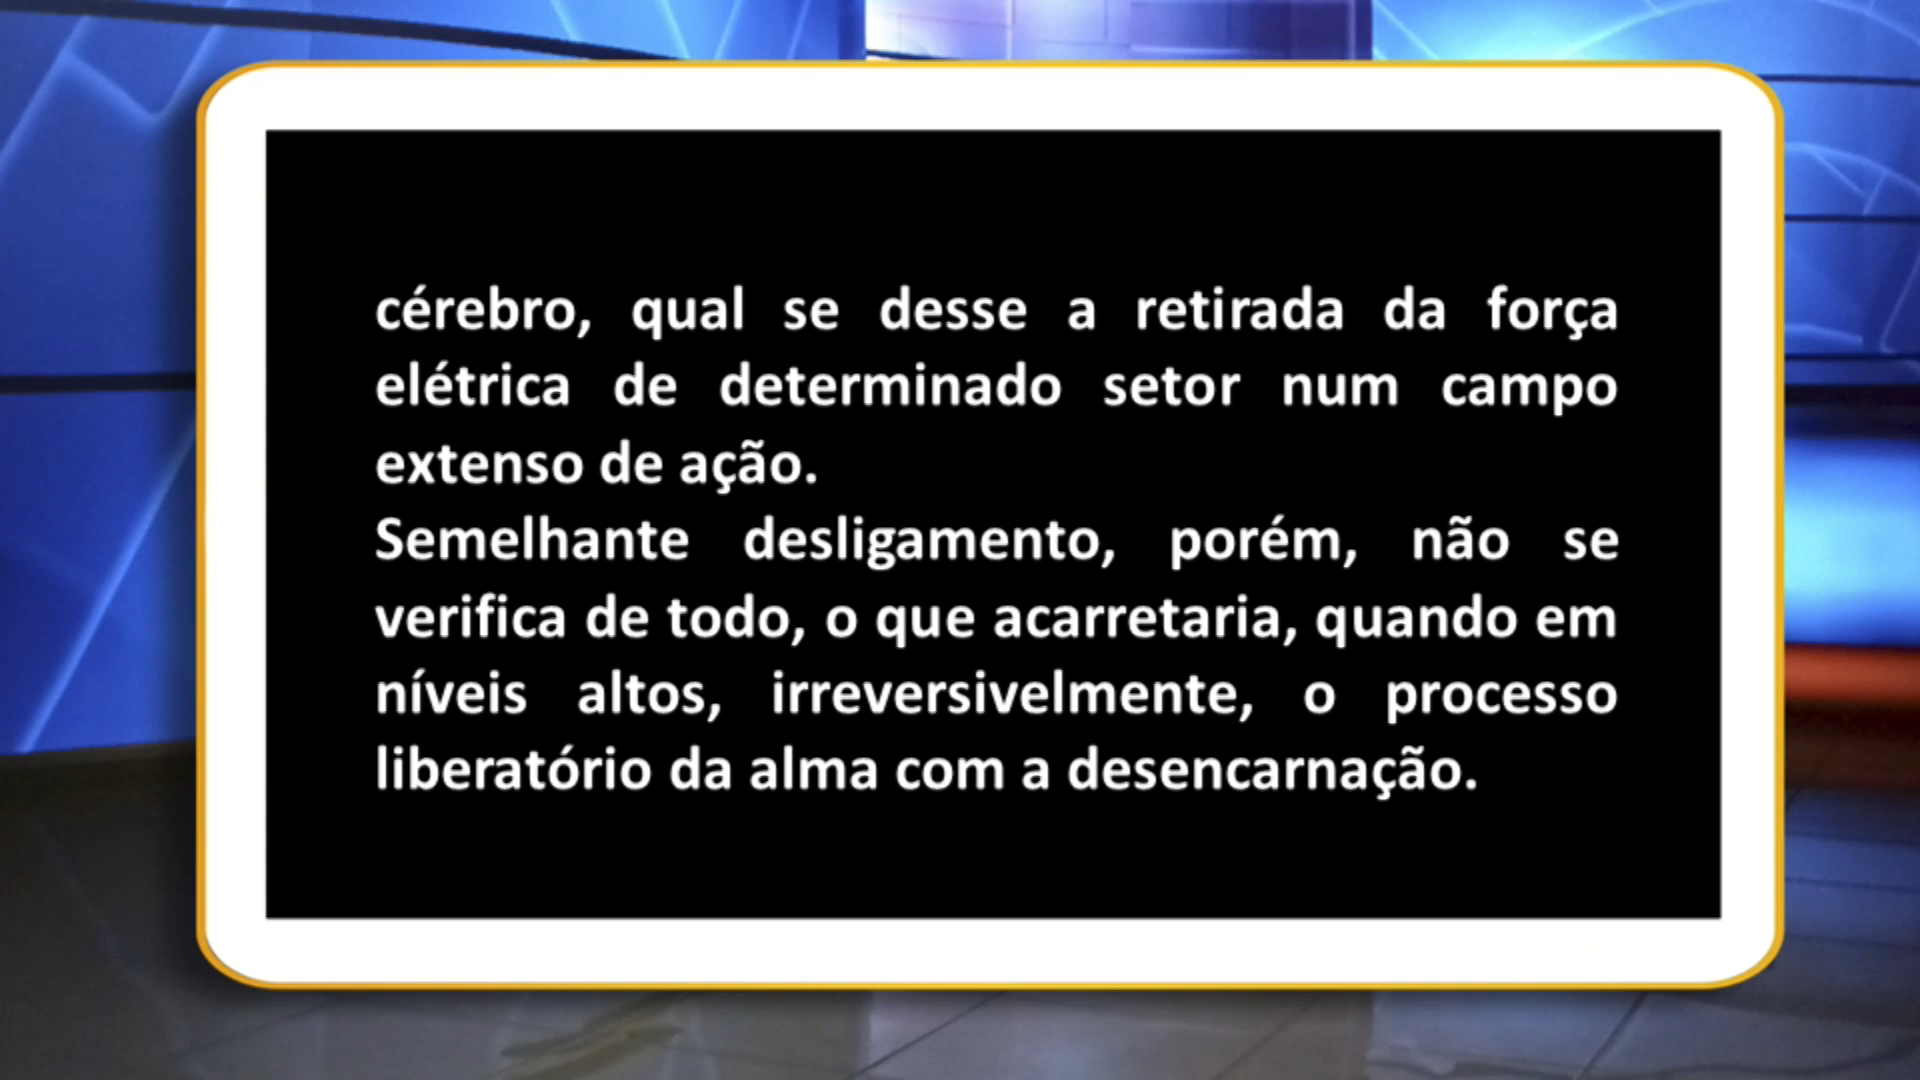 cérebro, qual se desse a retirada da força
elétrica de determinado setor num campo
extenso de ação.
Semelhante desligamento, porém, não se
verifica de todo, o que acarretaria, quando em
níveis altos, irreversivelmente, o processo
liberatório da alma com a desencarnação.